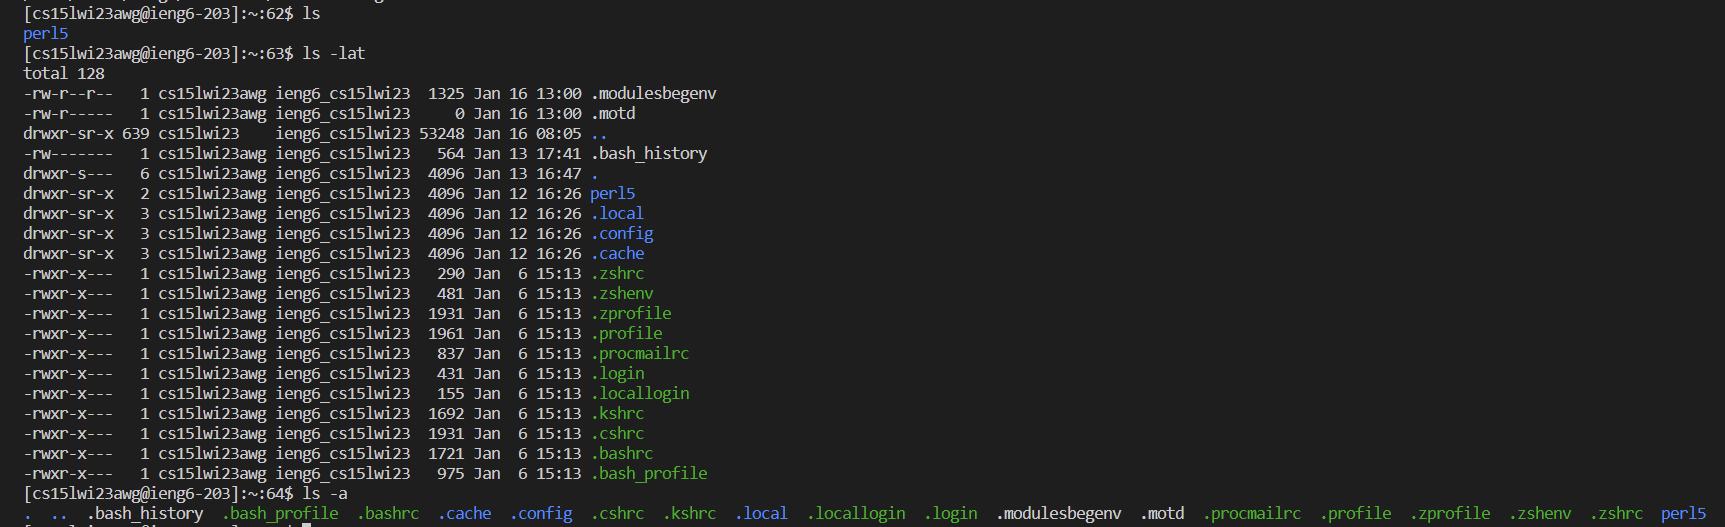 [cs15lwi23awg@ieng6-203]:~:62$ ls
perl5
[cs15lwi23awg@ieng6-203]:~:63$ ls -lat
total 128
-rw-r--r--   1 cs15lwi23awg ieng6_cs15lwi23  1325 Jan 16 13:00 .modulesbegenv
-rw-r-----   1 cs15lwi23awg ieng6_cs15lwi23     0 Jan 16 13:00 .motd
drwxr-sr-x 639 cs15lwi23    ieng6_cs15lwi23 53248 Jan 16 08:05 ..
-rw-------   1 cs15lwi23awg ieng6_cs15lwi23   564 Jan 13 17:41 .bash_history
drwxr-s---   6 cs15lwi23awg ieng6_cs15lwi23  4096 Jan 13 16:47 .
drwxr-sr-x   2 cs15lwi23awg ieng6_cs15lwi23  4096 Jan 12 16:26 perl5
drwxr-sr-x   3 cs15lwi23awg ieng6_cs15lwi23  4096 Jan 12 16:26 .local
drwxr-sr-x   3 cs15lwi23awg ieng6_cs15lwi23  4096 Jan 12 16:26 .config
drwxr-sr-x   3 cs15lwi23awg ieng6_cs15lwi23  4096 Jan 12 16:26 .cache
-rwxr-x---   1 cs15lwi23awg ieng6_cs15lwi23   290 Jan  6 15:13 .zshrc
-rwxr-x---   1 cs15lwi23awg ieng6_cs15lwi23   481 Jan  6 15:13 .zshenv
-rwxr-x---   1 cs15lwi23awg ieng6_cs15lwi23  1931 Jan  6 15:13 .zprofile
-rwxr-x---   1 cs15lwi23awg ieng6_cs15lwi23  1961 Jan  6 15:13 .profile
-rwxr-x---   1 cs15lwi23awg ieng6_cs15lwi23   837 Jan  6 15:13 .procmailrc
-rwxr-x---   1 cs15lwi23awg ieng6_cs15lwi23   431 Jan  6 15:13 .login
-rwxr-x---   1 cs15lwi23awg ieng6_cs15lwi23   155 Jan  6 15:13 .locallogin
-rwxr-x---   1 cs15lwi23awg ieng6_cs15lwi23  1692 Jan  6 15:13 .kshrc
-rwxr-x---   1 cs15lwi23awg ieng6_cs15lwi23  1931 Jan  6 15:13 .cshrc
-rwxr-x---   1 cs15lwi23awg ieng6_cs15lwi23  1721 Jan  6 15:13 .bashrc
-rwxr-x---   1 cs15lwi23awg ieng6_cs15lwi23   975 Jan  6 15:13 .bash_profile
[cs15lwi23awg@ieng6-203]:~:64$ ls -a
.  ..  .bash_history  .bash_profile  .bashrc  .cache  .config  .cshrc  .kshrc  .local  .locallogin  .login  .modulesbegenv  .motd  .procmailrc  .profile  .zprofile  .zshenv  .zshrc  perl5